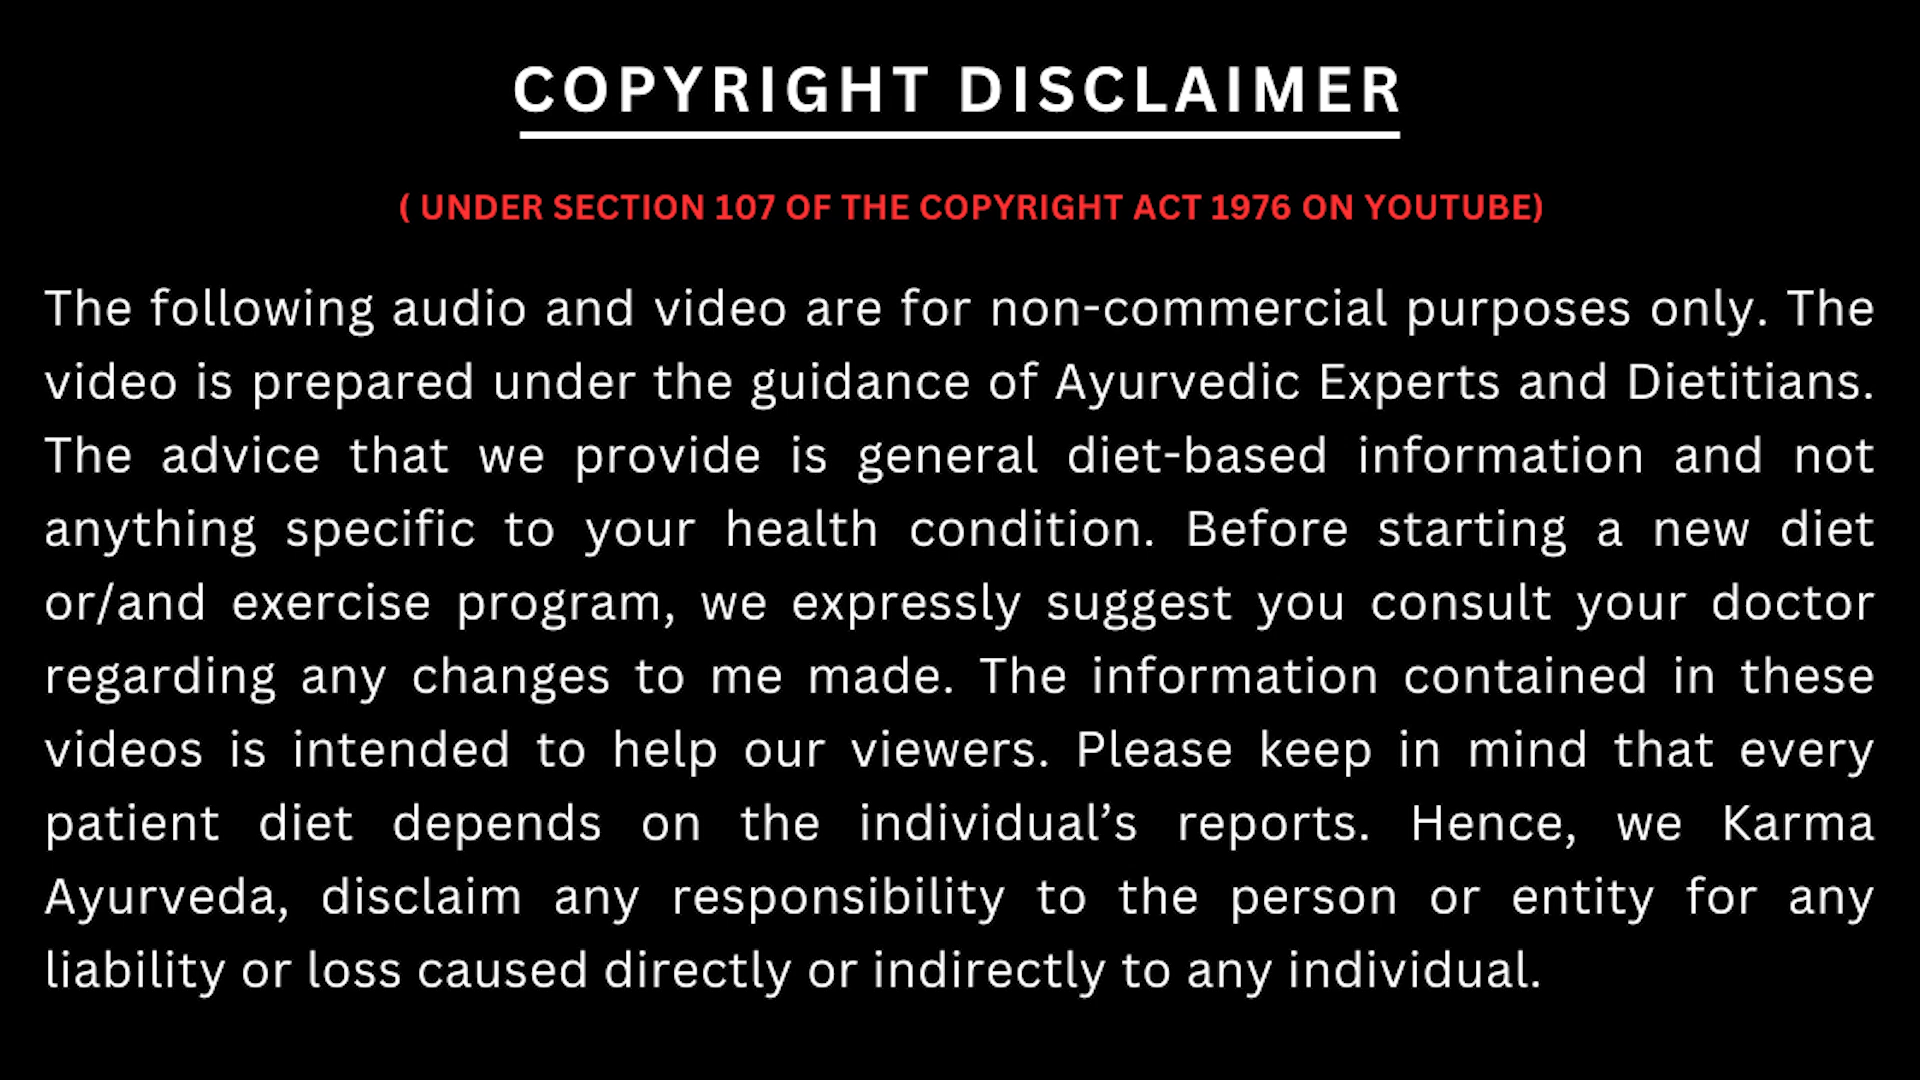 COPYRIGHT DISCLAIMER
( UNDER SECTION 107 OF THE COPYRIGHT ACT 1976 ON YOUTUBE)
The following audio and video are for non-commercial purposes only. The
video is prepared under the guidance of Ayurvedic Experts and Dietitians.
The advice that we provide is general diet-based information and not
anything specific to your health condition. Before starting a new diet
or/and exercise program, we expressly suggest you consult your doctor
regarding any changes to me made. The information contained in these
videos is intended to help our viewers. Please keep in mind that every
patient diet depends on the individual’s reports. Hence, we Karma
Ayurveda, disclaim any responsibility to the person or entity for any
liability or loss caused directly or indirectly to any individual.